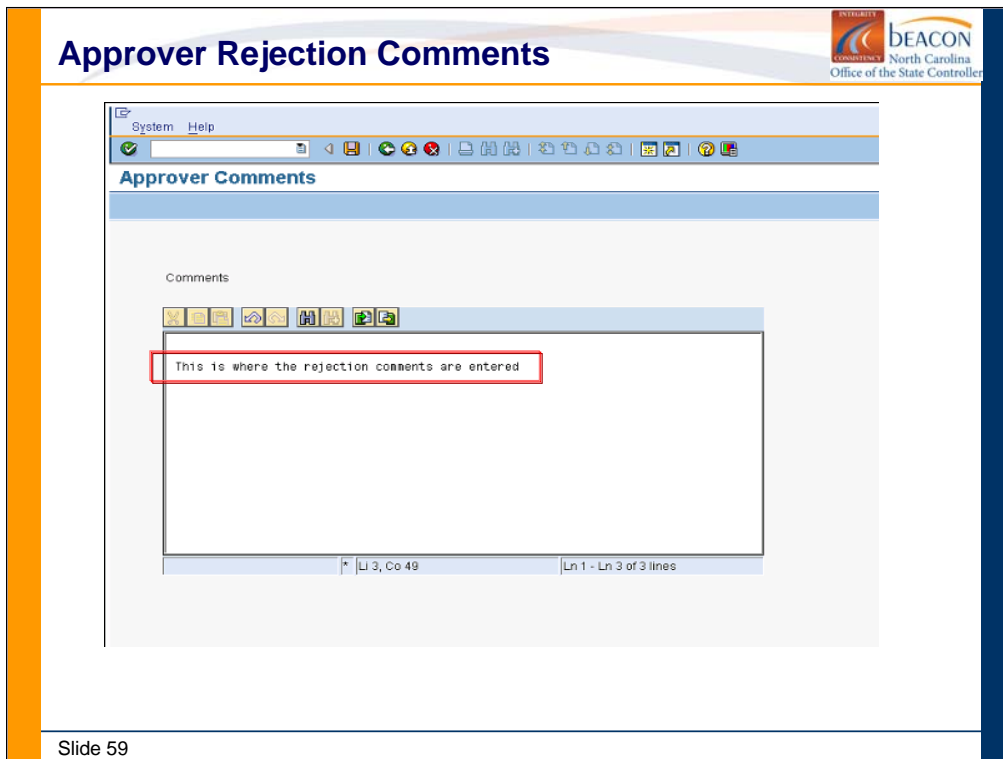 Approver Rejection Comments
INTEGRITY
CONSISTENCY
bEACON
North Carolina
Office of the State Controller
System Help
Approver Comments
Comments
This is where the rejection comments are entered
* Li 3, Co 49 Ln 1 - Ln 3 of 3 lines
Slide 59